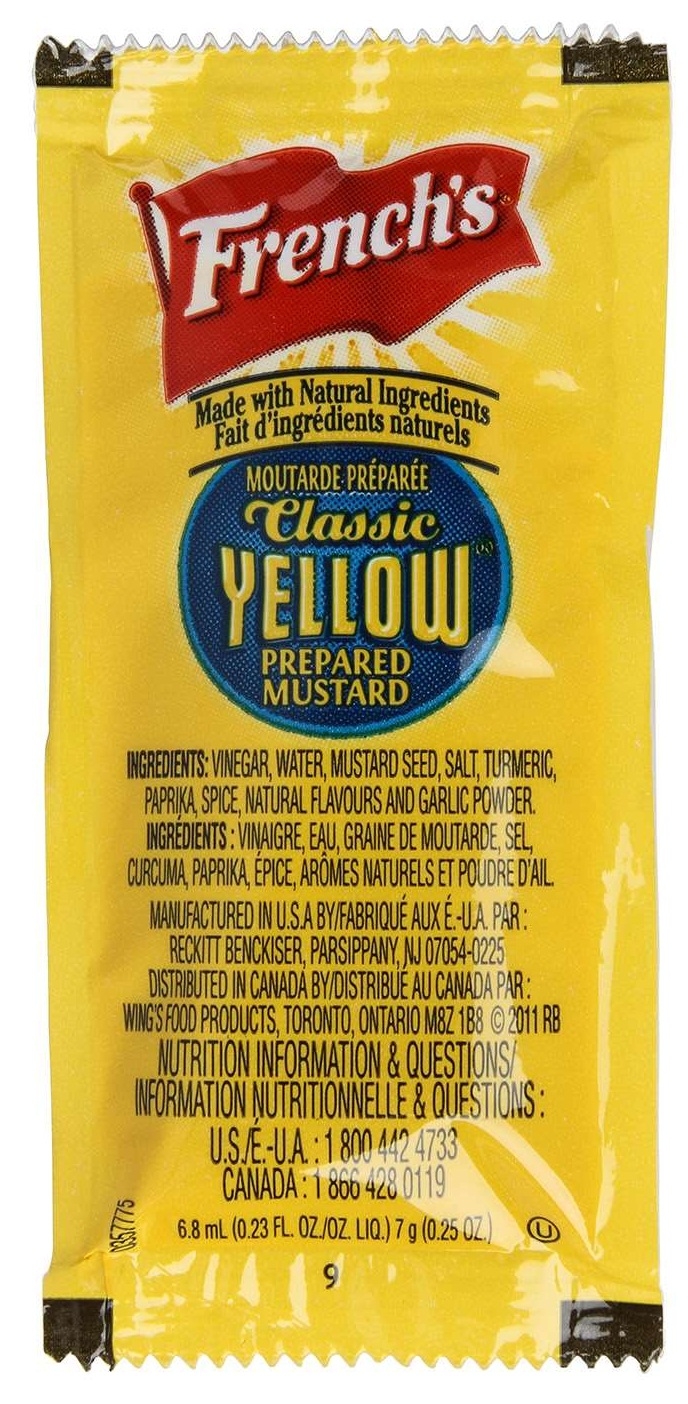 French's
Made with Natural Ingredients
Fait d'ingrédients naturels
MOUTARDE PRÉPARÉE
Classic
YELLOW
PREPARED
MUSTARD
INGREDIENTS: VINEGAR, WATER, MUSTARD SEED, SALT, TURMERIC,
PAPRIKA, SPICE, NATURAL FLAVOURS AND GARLIC POWDER.
INGRÉDIENTS : VINAIGRE, EAU, GRAINE DE MOUTARDE, SEL,
CURCUMA, PAPRIKA, ÉPICE, ARÔMES NATURELS ET POUDRE D'AIL.
MANUFACTURED IN U.S.A BY/FABRIQUÉ AUX É.-U.A. PAR :
RECKITT BENCKISER, PARSIPPANY, NJ 07054-0225
DISTRIBUTED IN CANADA BY/DISTRIBUÉ AU CANADA PAR :
WING'S FOOD PRODUCTS, TORONTO, ONTARIO M8Z 1B8 © 2011 RB
NUTRITION INFORMATION & QUESTIONS/
INFORMATION NUTRITIONNELLE & QUESTIONS :
U.S./É.-U.A. : 1 800 442 4733
CANADA : 1 866 428 0119
6.8 mL (0.23 FL. OZ./OZ. LIQ.) 7 g (0.25 OZ.)
0357775
9